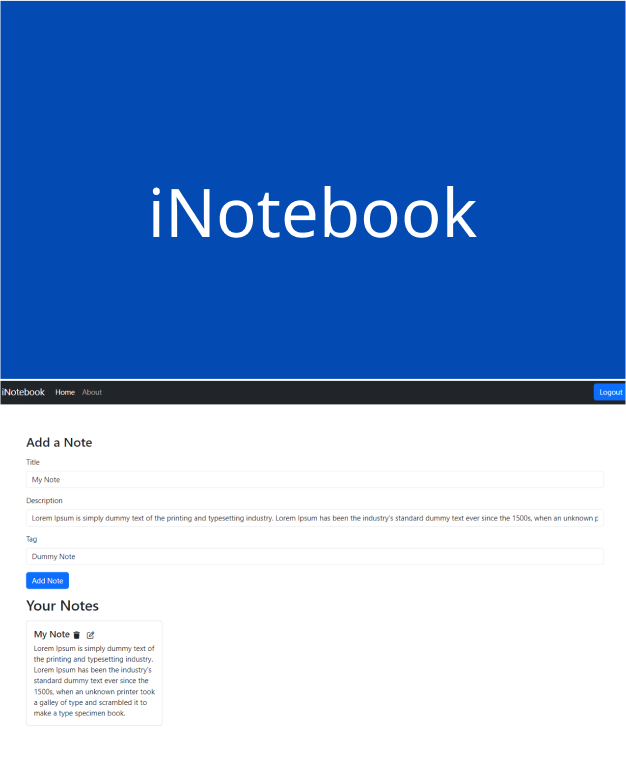 iNotebook
iNotebook Home About Logout
Add a Note
Title
My Note
Description
Lorem Ipsum is simply dummy text of the printing and typesetting industry. Lorem Ipsum has been the industry's standard dummy text ever since the 1500s, when an unknown p
Tag
Dummy Note
Add Note
Your Notes
My Note
Lorem Ipsum is simply dummy text of
the printing and typesetting industry.
Lorem Ipsum has been the industry's
standard dummy text ever since the
1500s, when an unknown printer took
a galley of type and scrambled it to
make a type specimen book.